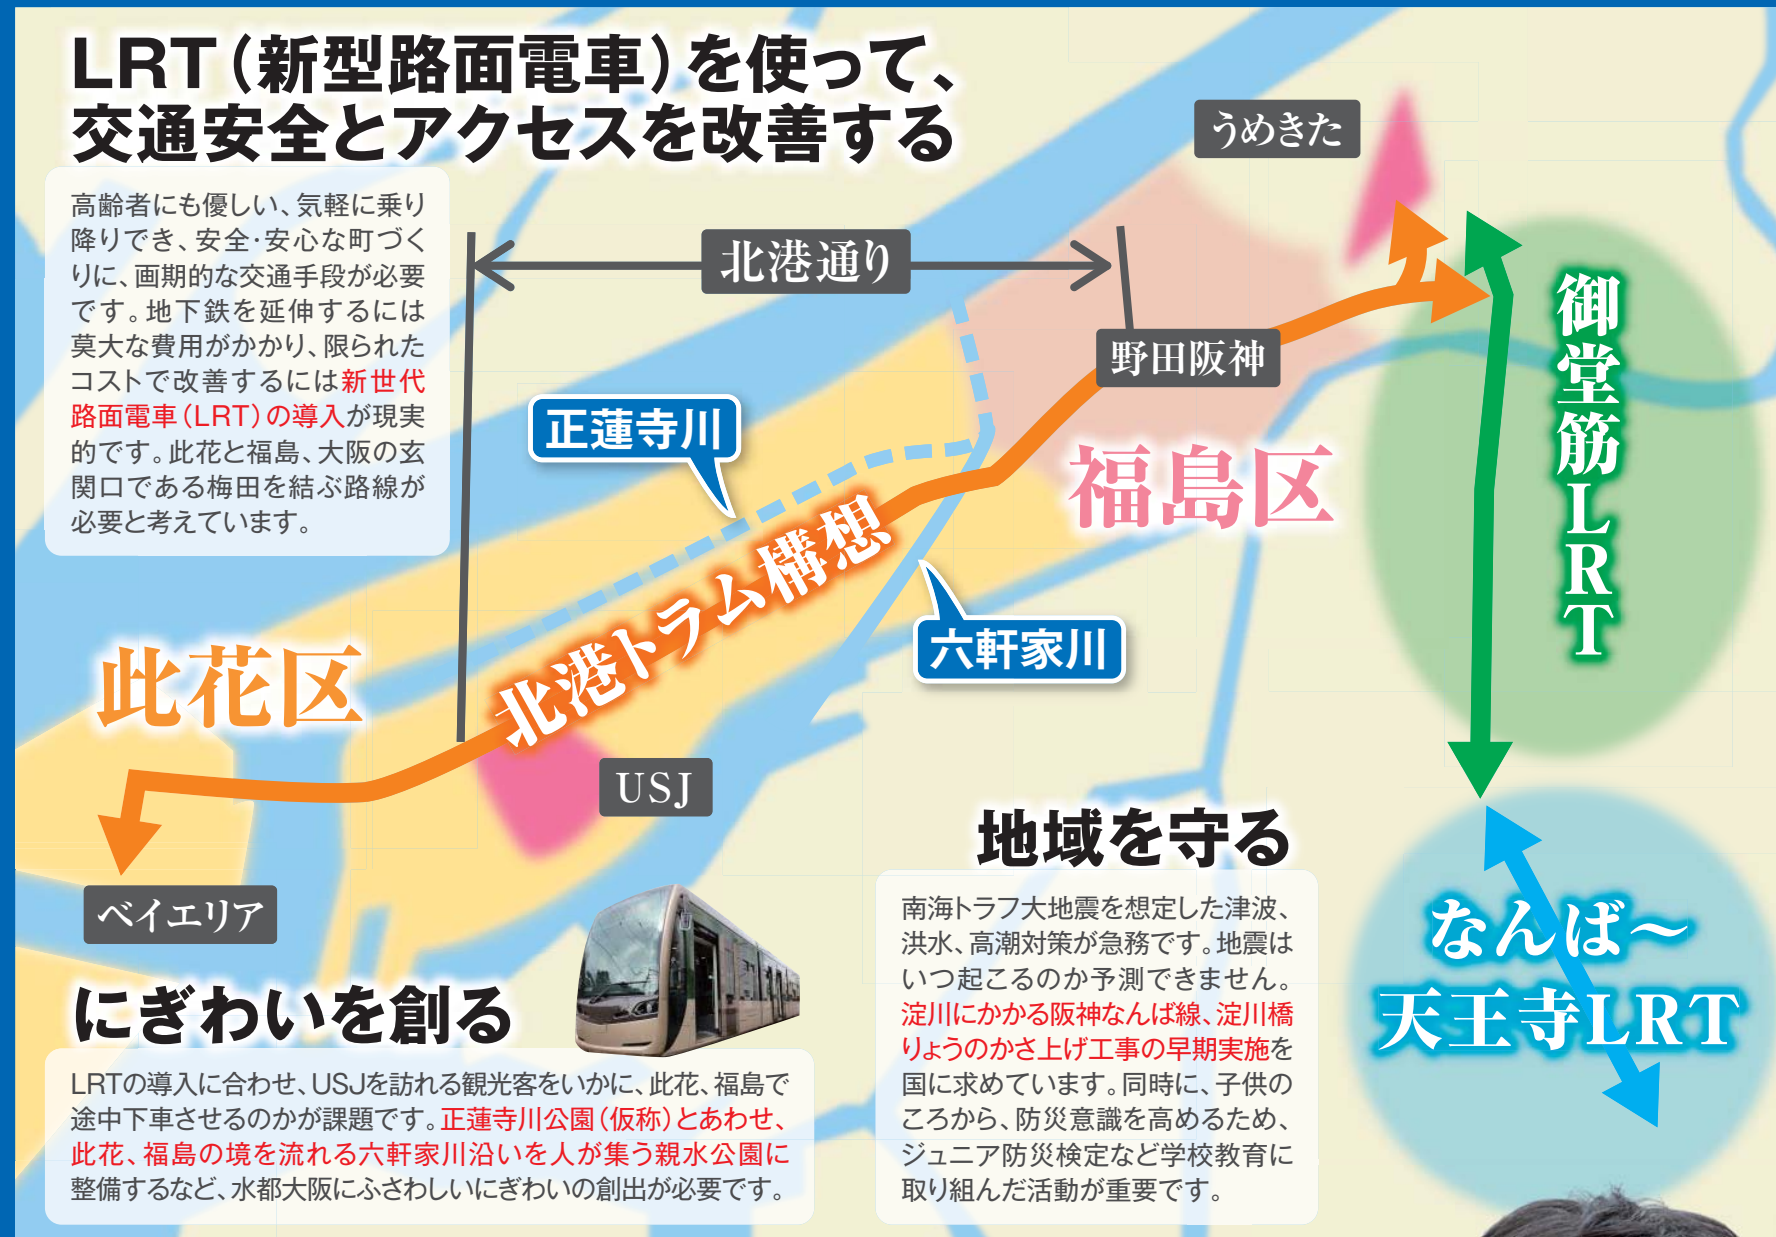 LRT(新型路面電車)を使って、
交通安全とアクセスを改善する
高齢者にも優しい、気軽に乗り
降りでき、安全・安心な町づく
りに、画期的な交通手段が必要
です。地下鉄を延伸するには
莫大な費用がかかり、限られた
コストで改善するには新世代
路面電車(LRT)の導入が現実
的です。此花と福島、大阪の玄
関口である梅田を結ぶ路線が
必要と考えています。
うめきた
北港通り
野田阪神
正蓮寺川
福島区
北港トラム構想
六軒家川
此花区
USJ
ベイエリア
御堂筋LRT
なんば～
天王寺LRT
にぎわいを創る
LRTの導入に合わせ、USJを訪れる観光客をいかに、此花、福島で
途中下車させるのかが課題です。正蓮寺川公園(仮称)とあわせ、
此花、福島の境を流れる六軒家川沿いを人が集う親水公園に
整備するなど、水都大阪にふさわしいにぎわいの創出が必要です。
地域を守る
南海トラフ大地震を想定した津波、
洪水、高潮対策が急務です。地震は
いつ起こるのか予測できません。
淀川にかかる阪神なんば線、淀川橋
りょうのかさ上げ工事の早期実施を
国に求めています。同時に、子供の
ころから、防災意識を高めるため、
ジュニア防災検定など学校教育に
取り組んだ活動が重要です。